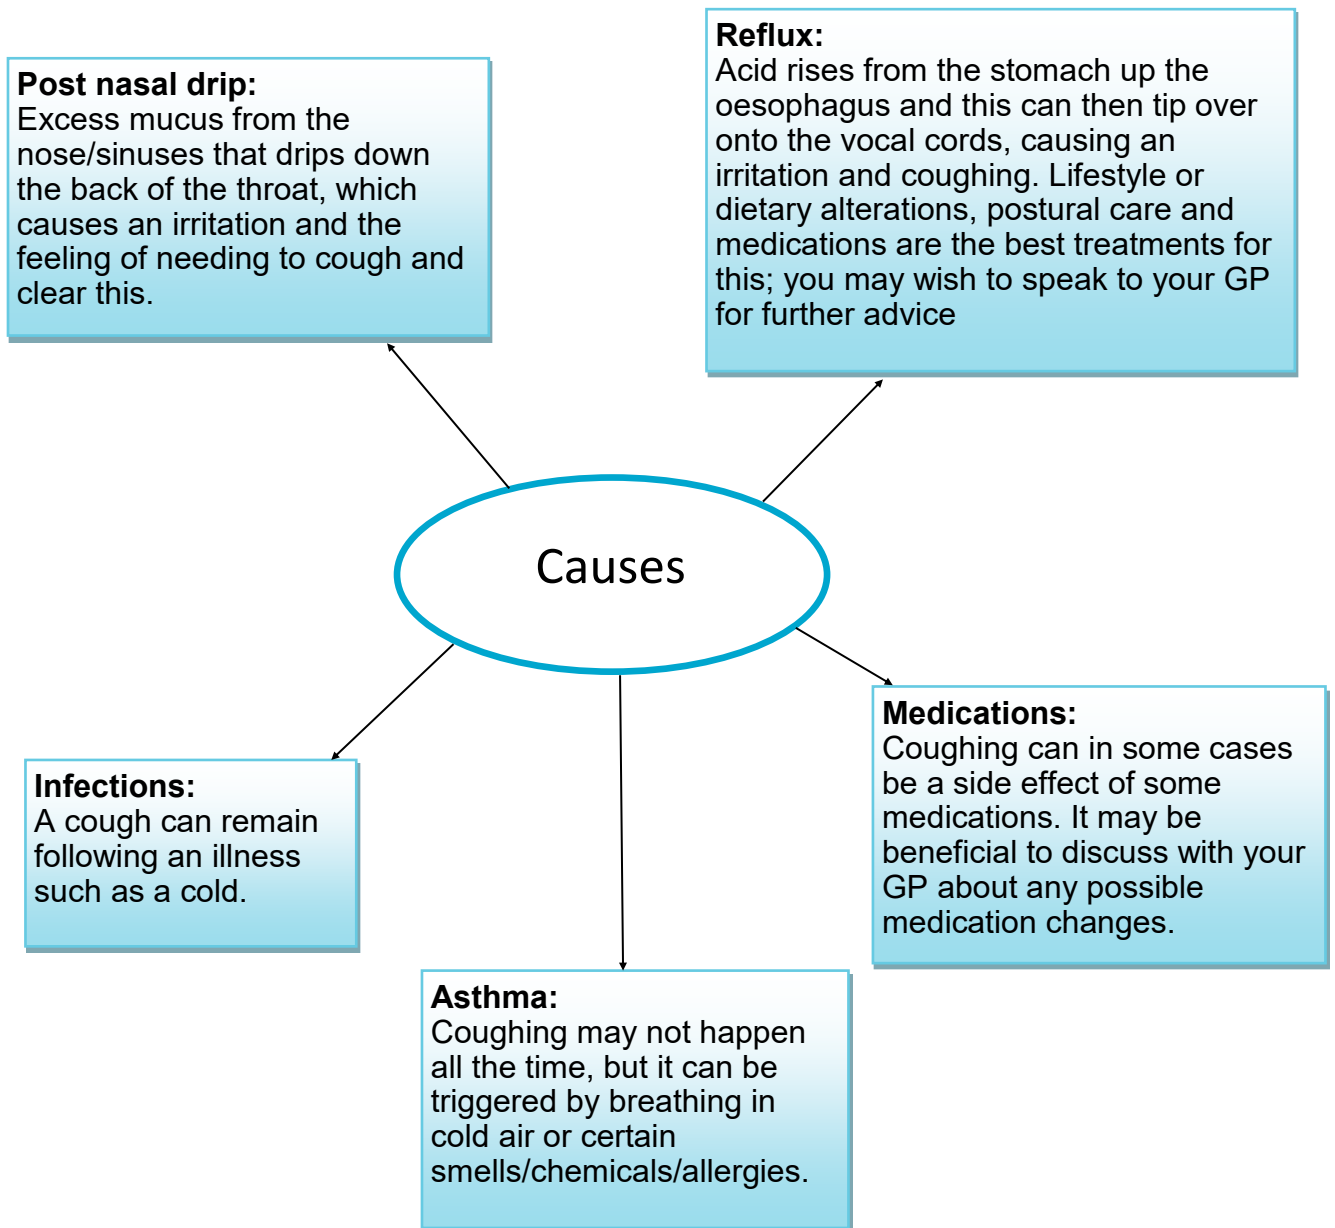 Post nasal drip:
Excess mucus from the
nose/sinuses that drips down
the back of the throat, which
causes an irritation and the
feeling of needing to cough and
clear this.
Reflux:
Acid rises from the stomach up the
oesophagus and this can then tip over
onto the vocal cords, causing an
irritation and coughing. Lifestyle or
dietary alterations, postural care and
medications are the best treatments for
this; you may wish to speak to your GP
for further advice
Causes
Infections:
A cough can remain
following an illness
such as a cold.
Medications:
Coughing can in some cases
be a side effect of some
medications. It may be
beneficial to discuss with your
GP about any possible
medication changes.
Asthma:
Coughing may not happen
all the time, but it can be
triggered by breathing in
cold air or certain
smells/chemicals/allergies.